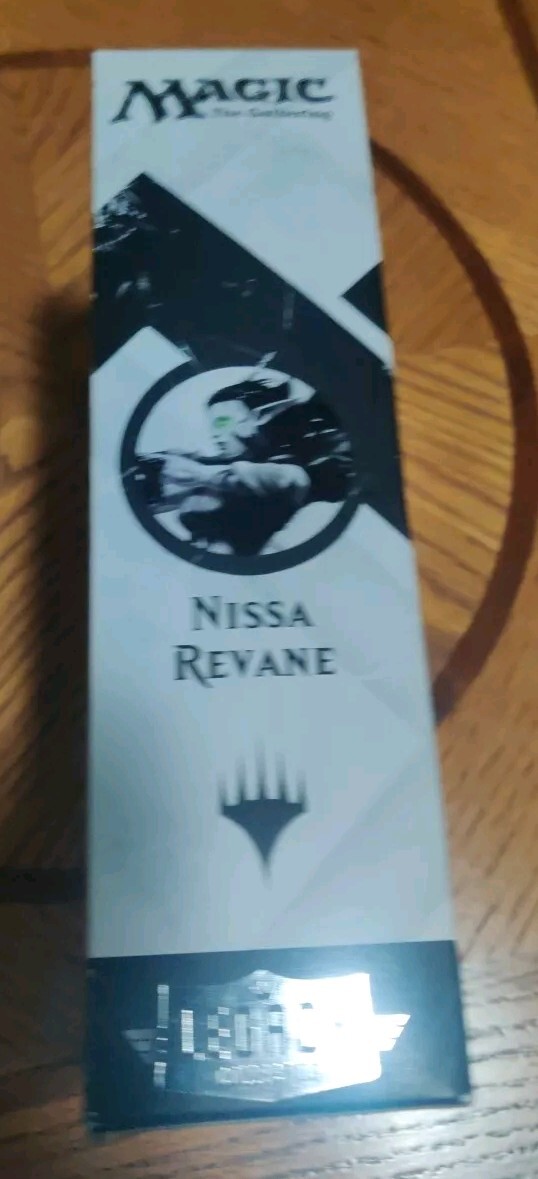 MAGIC
The Gathering
NISSA
REVANE